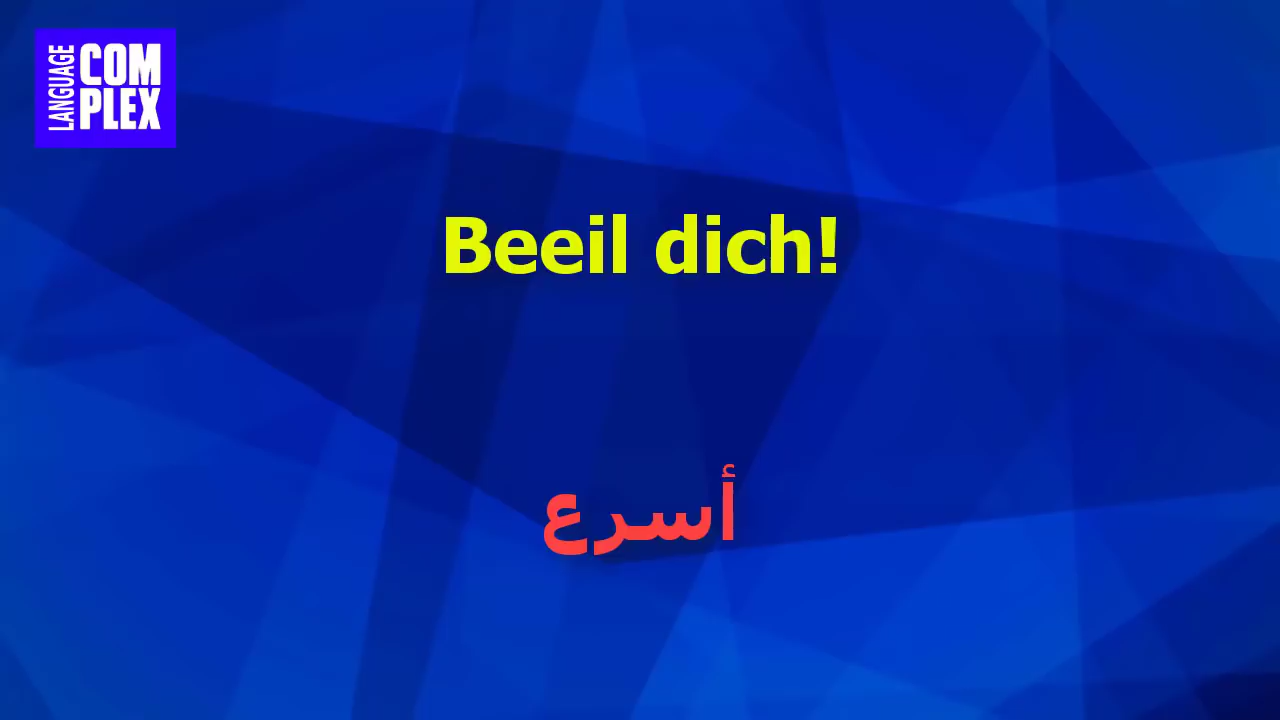 LANGUAGE
COM
PLEX
Beeil dich!
أسرع